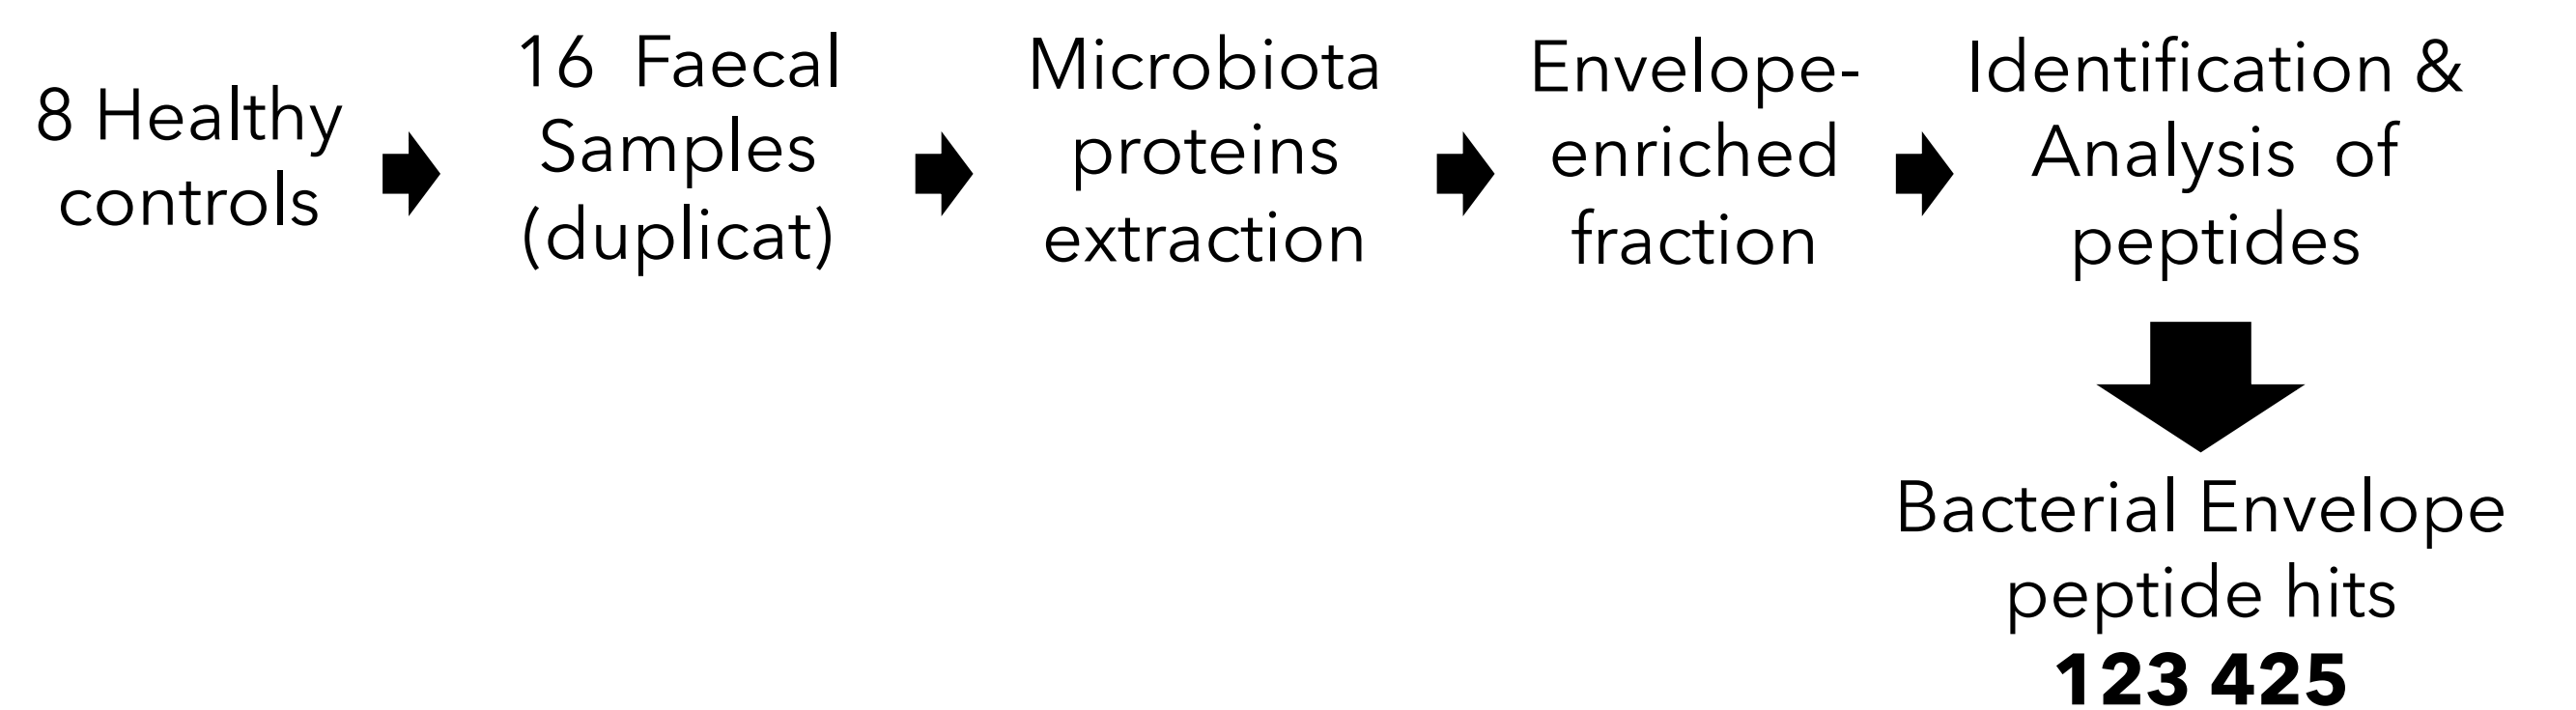 8 Healthy
controls
16 Faecal
Samples
(duplicat)
Microbiota
proteins
extraction
Envelope-
enriched
fraction
Identification &
Analysis of
peptides
Bacterial Envelope
peptide hits
123 425